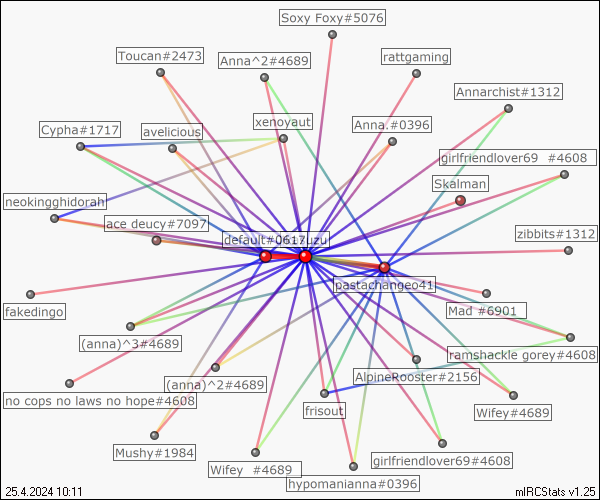 Soxy Foxy#5076
Toucan#2473
Anna^2#4689
rattgaming
Annarchist#1312
xenoyaut
Anna.#0396
Cypha#1717
avelicious
girlfriendlover69 #4608
Skalman
neokingghidorah
ace deucy#7097
default#0617uzu
zibbits#1312
pastachangeo41
fakedingo
Mad #6901
(anna)^3#4689
ramshackle gorey#4608
AlpineRooster#2156
(anna)^2#4689
no cops no laws no hope#4608
frisout
Wifey#4689
Mushy#1984
girlfriendlover69#4608
Wifey #4689
hypomanianna#0396
25.4.2024 10:11
mIRCStats v1.25